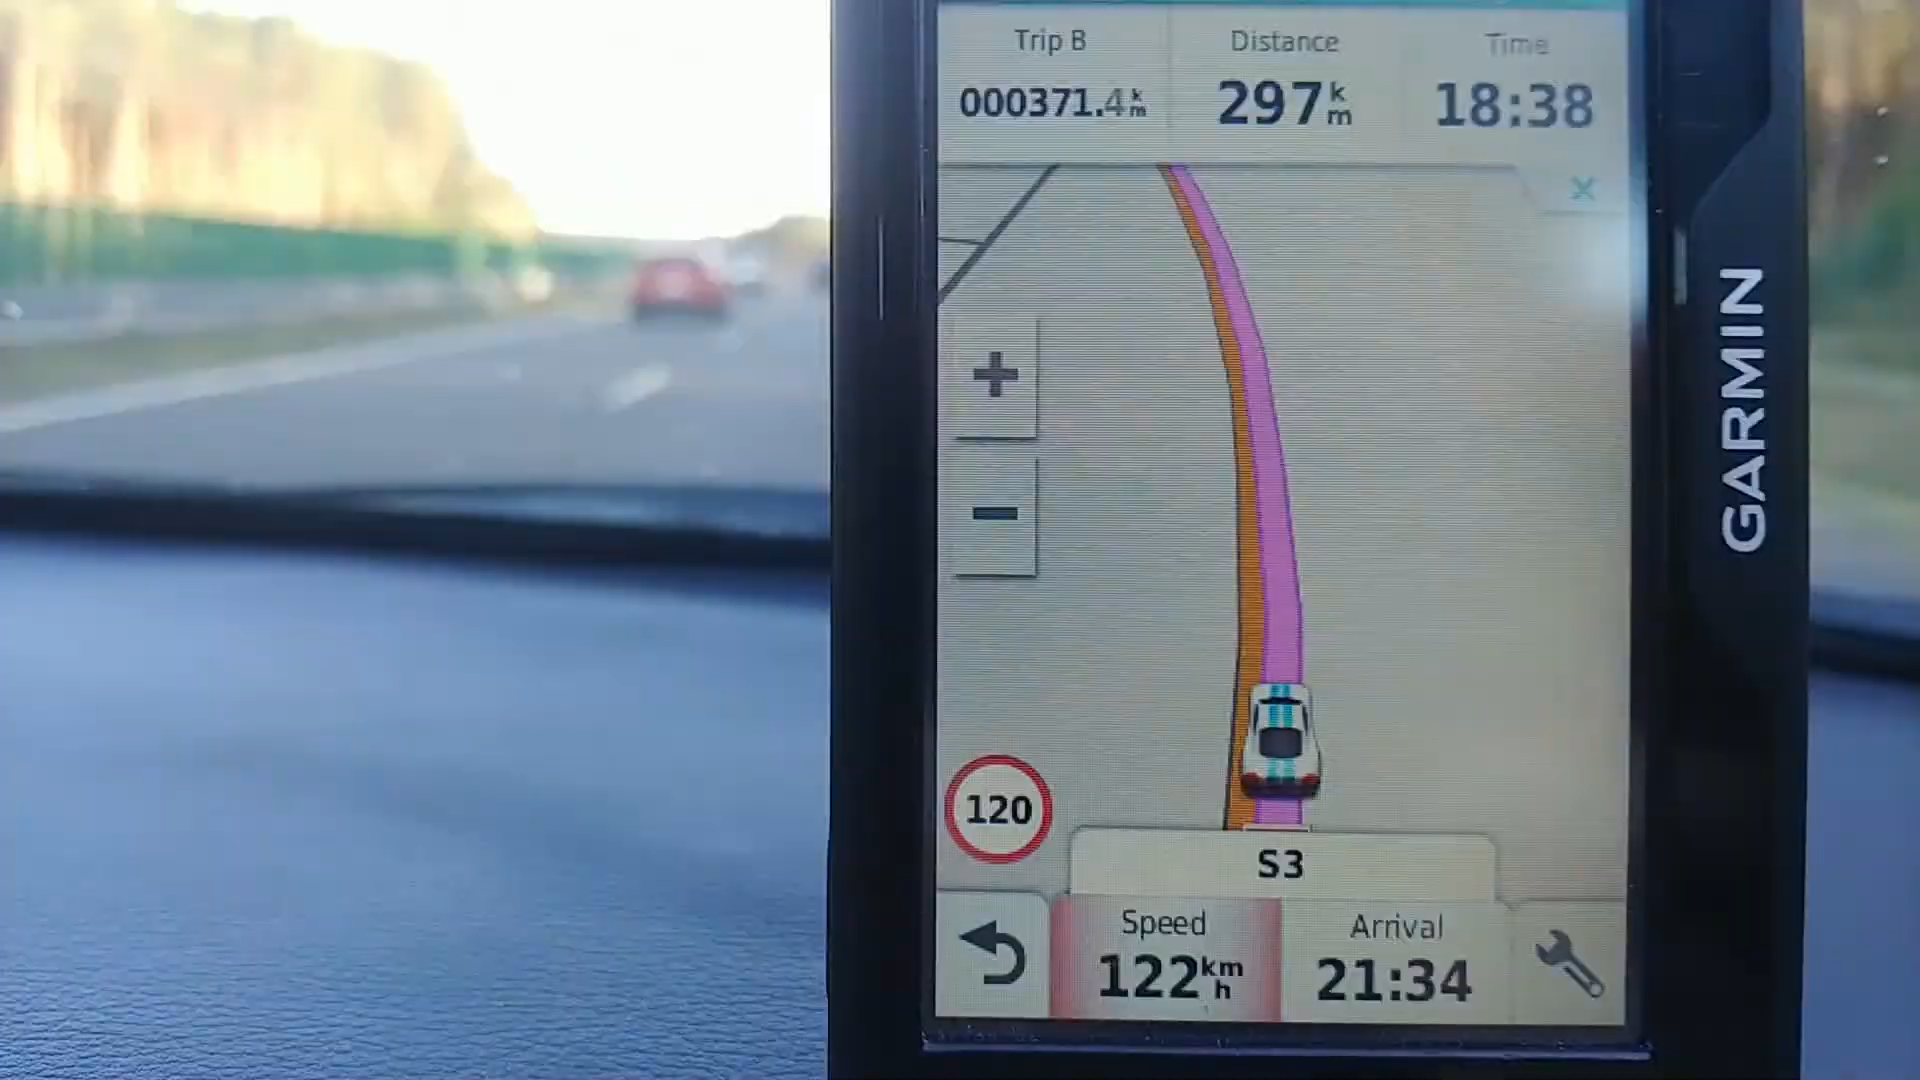 Trip B
000371.4 km
Distance
297 km
Time
18:38
GARMIN
120
S3
Speed
122 km h
Arrival
21:34